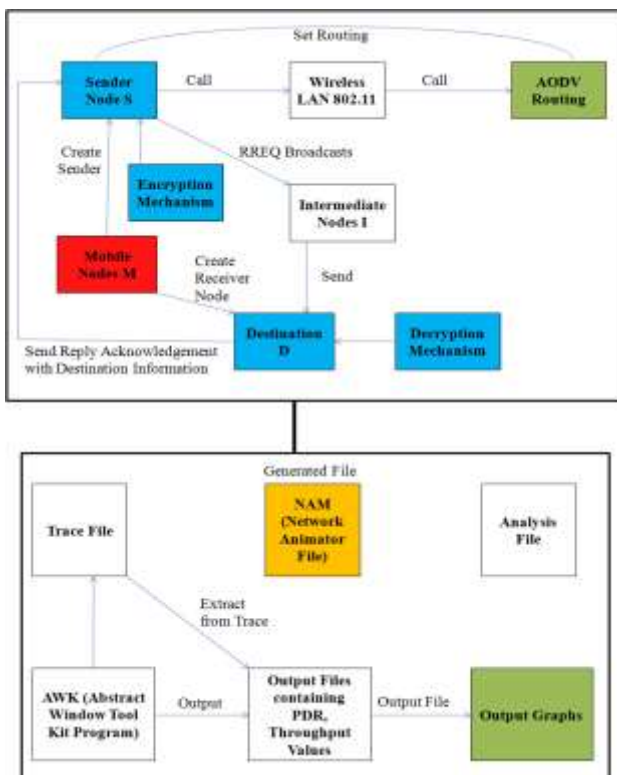 Set Routing
Sender
Node S
Call
Wireless
LAN 802.11
Call
AODV
Routing
Create
Sender
RREQ Broadcasts
Encryption
Mechanism
Intermediate
Nodes I
Mobile
Nodes M
Create
Receiver
Node
Send
Destination
D
Decryption
Mechanism
Send Reply Acknowledgement
with Destination Information
Generated File
Trace File
NAM
(Network
Animator
File)
Analysis
File
Extract
from Trace
AWK (Abstract
Window Tool
Kit Program)
Output
Output Files
containing
PDR,
Throughput
Values
Output File
Output Graphs